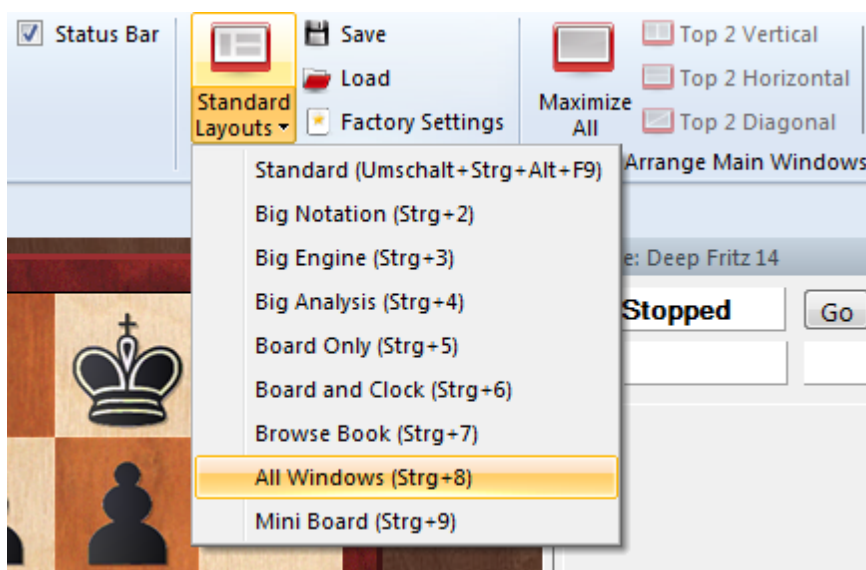 Status Bar
Standard
Layouts
Save
Load
Factory Settings
Maximize
All
Top 2 Vertical
Top 2 Horizontal
Top 2 Diagonal
Arrange Main Windows
Standard (Umschalt+Strg+Alt+F9)
Big Notation (Strg+2)
Big Engine (Strg+3)
Big Analysis (Strg+4)
Board Only (Strg+5)
Board and Clock (Strg+6)
Browse Book (Strg+7)
All Windows (Strg+8)
Mini Board (Strg+9)
e: Deep Fritz 14
Stopped
Go